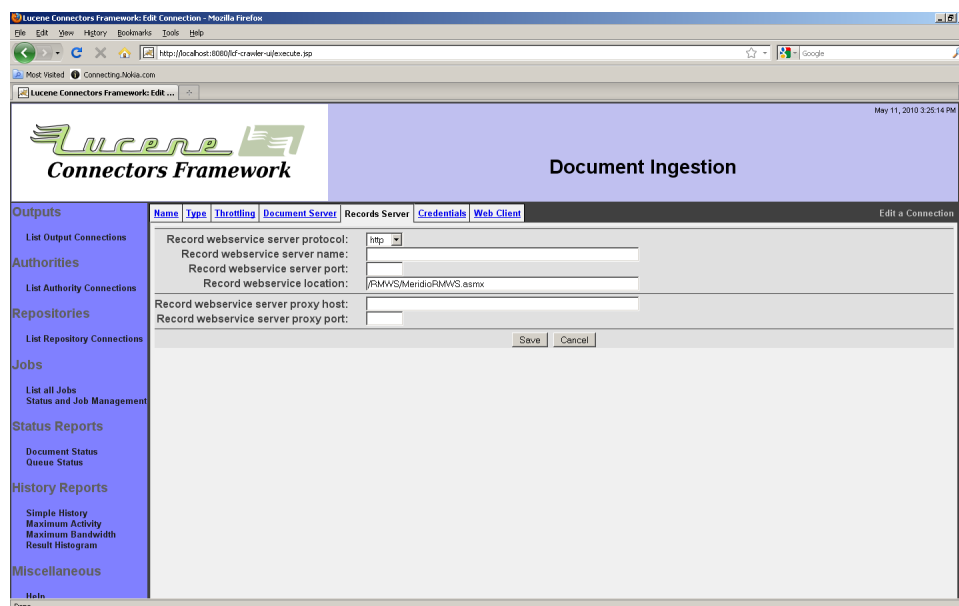 Lucene Connectors Framework: Edit Connection - Mozilla Firefox
File Edit View History Bookmarks Tools Help
http://localhost:8080/lcf-crawler-ui/execute.jsp
Google
Most Visited Connecting.Nokia.com
Lucene Connectors Framework: Edit ...
May 11, 2010 3:25:14 PM
Lucene
Connectors Framework
Document Ingestion
Name Type Throttling Document Server Records Server Credentials Web Client
Edit a Connection
Outputs
List Output Connections
Authorities
List Authority Connections
Repositories
List Repository Connections
Jobs
List all Jobs
Status and Job Management
Status Reports
Document Status
Queue Status
History Reports
Simple History
Maximum Activity
Maximum Bandwidth
Result Histogram
Miscellaneous
Help
Record webservice server protocol: http
Record webservice server name:
Record webservice server port:
Record webservice location: /RMWS/MeridioRMWS.asmx
Record webservice server proxy host:
Record webservice server proxy port:
Save Cancel